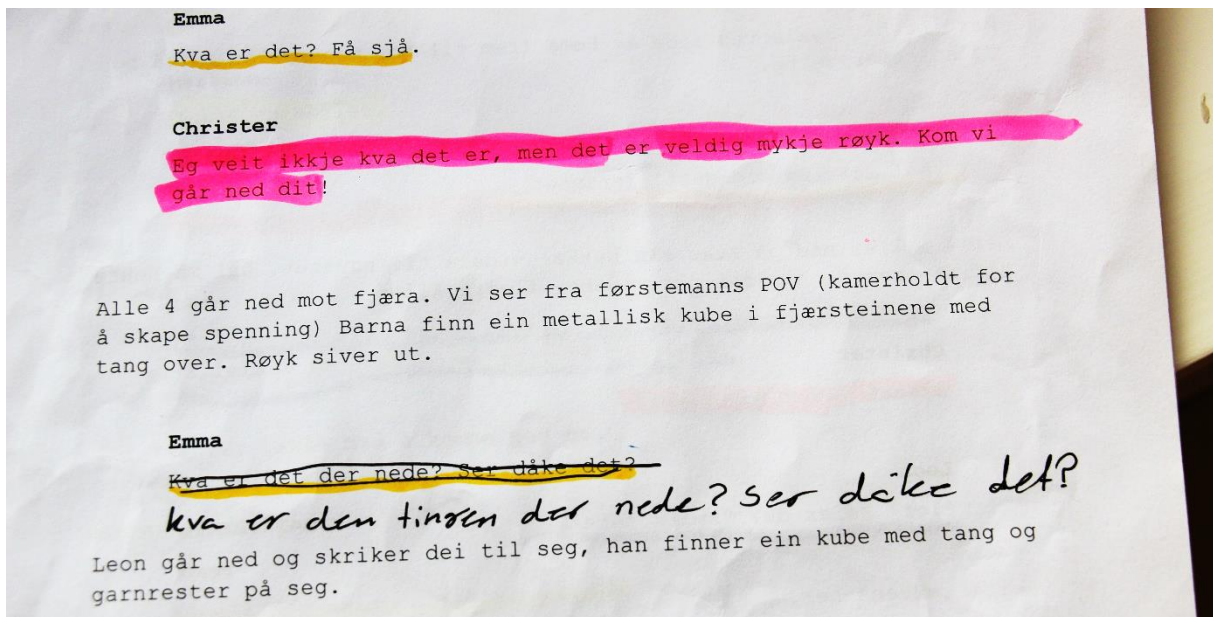 Emma
Kva er det? Få sjå.
Christer
Eg veit ikkje kva det er, men det er veldig mykje røyk. Kom vi
går ned dit!
Alle 4 går ned mot fjæra. Vi ser fra førstemanns POV (kamerholdt for
å skape spenning) Barna finn ein metallisk kube i fjærsteinene med
tang over. Røyk siver ut.
Emma
Kva er det der nede? Ser dåke det?
kva er den tingen der nede? Ser dåke det?
Leon går ned og skriker dei til seg, han finner ein kube med tang og
garnrester på seg.